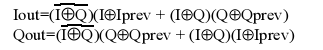 Iout=(I̅⊕̅Q̅)(I⊕Iprev + (I⊕Q)(Q⊕Qprev)
Qout=(I̅⊕̅Q̅)(Q⊕Qprev + (I⊕Q)(I⊕Iprev)